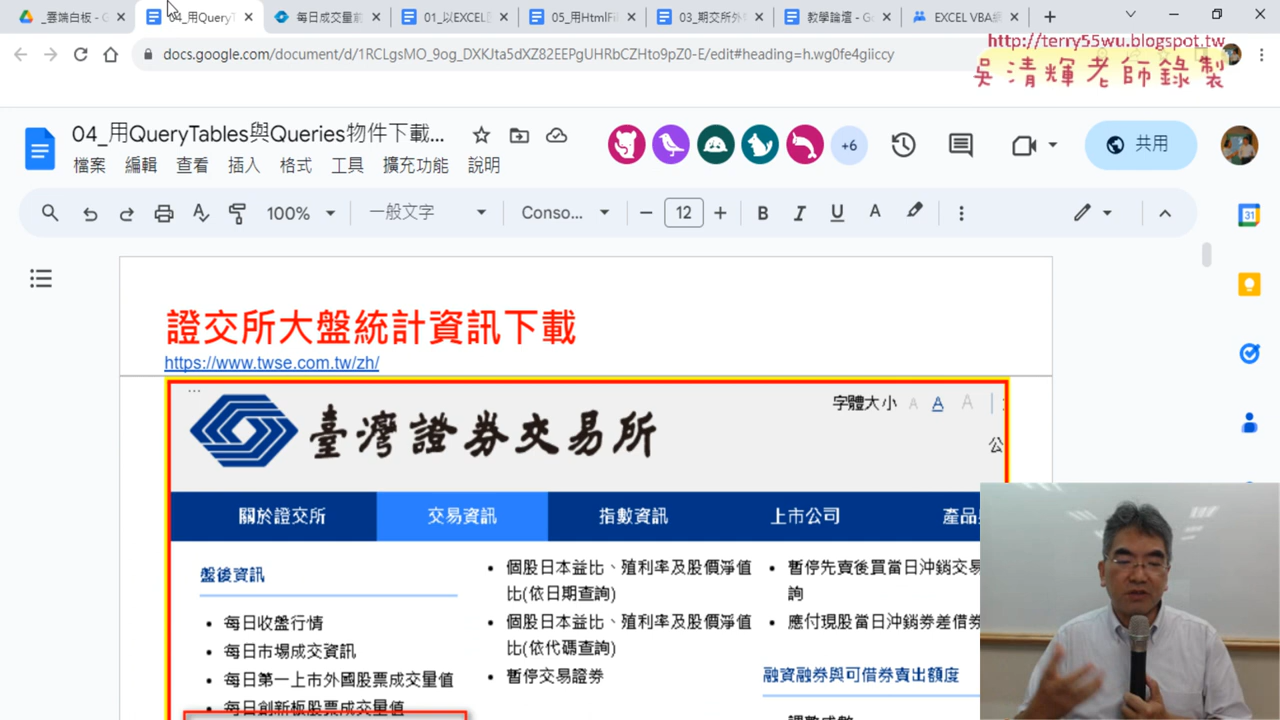 _雲端白板 - G
04_用QueryT
每日成交量前
01_以EXCEL
05_用HtmlFi
03_期交所外
教學論壇 - Go
EXCEL VBA
docs.google.com/document/d/1RCLgsMO_9og_DXKJta5dXZ82EEPgUHRbCZHto9pZ0-E/edit#heading=h.wg0fe4giiccy
http://terry55wu.blogspot.tw
吳清輝老師錄製
04_用QueryTables與Queries物件下載...
+6
共用
檔案 編輯 查看 插入 格式 工具 擴充功能 說明
100% 一般文字 Conso... 12 B I U A
31
證交所大盤統計資訊下載
https://www.twse.com.tw/zh/
臺灣證券交易所
字體大小 A A A
公
關於證交所 交易資訊 指數資訊 上市公司 產品
盤後資訊
每日收盤行情
每日市場成交資訊
每日第一上市外國股票成交量值
每日創新板股票成交量值
個股日本益比、殖利率及股價淨值
比(依日期查詢)
個股日本益比、殖利率及股價淨值
比(依代碼查詢)
暫停交易證券
暫停先賣後買當日沖銷交易
詢
應付現股當日沖銷券差借券
融資融券與可借券賣出額度